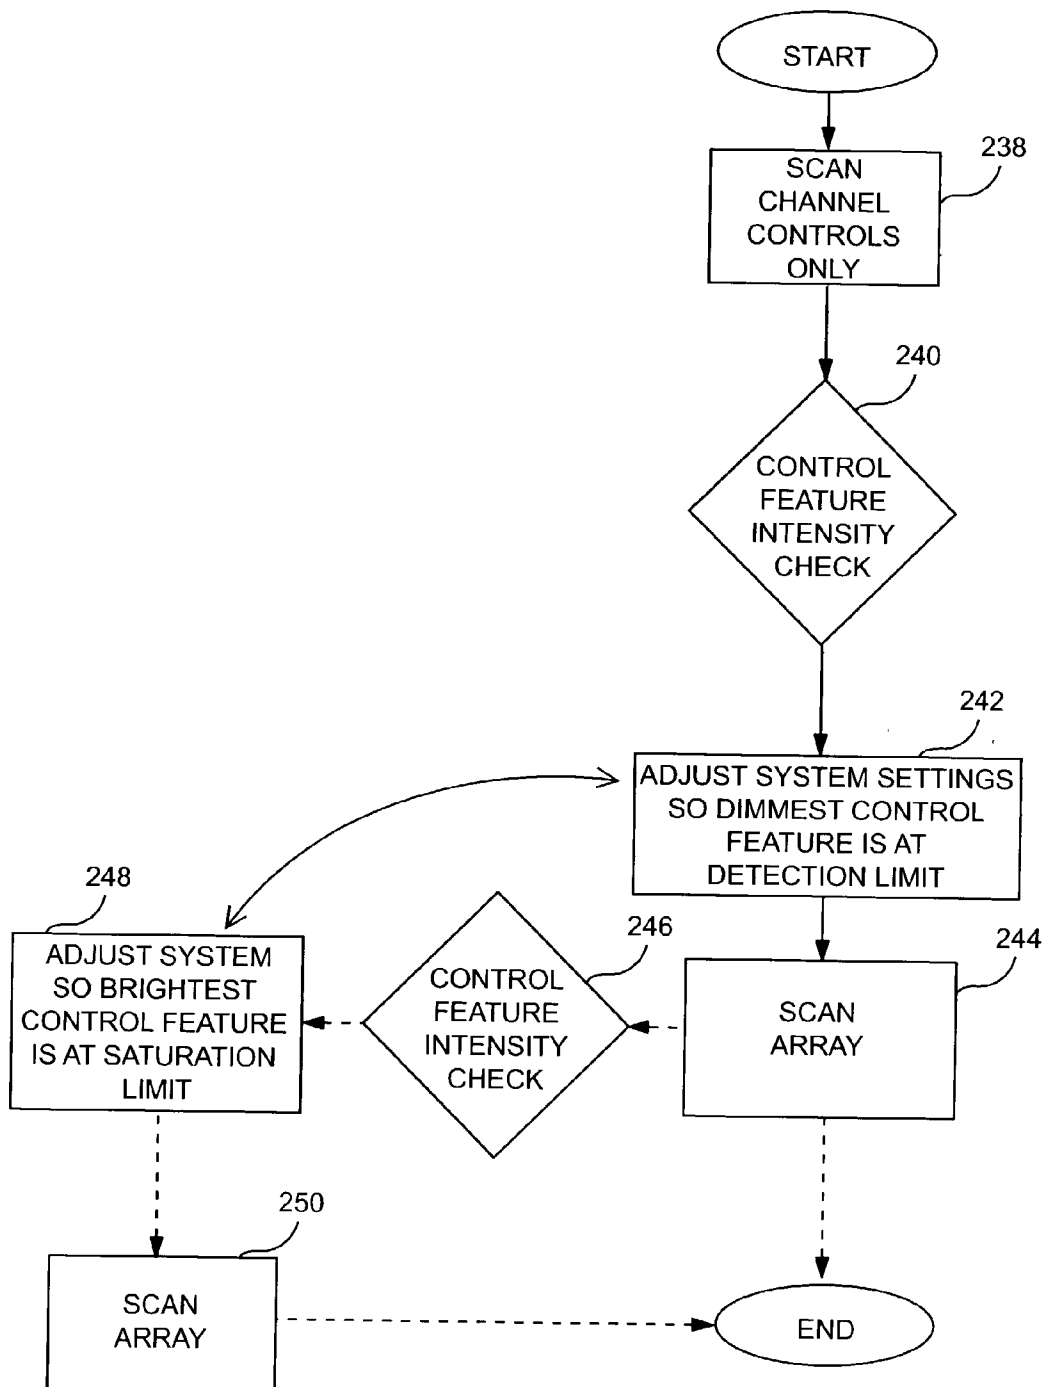 START
238
SCAN
CHANNEL
CONTROLS
ONLY
240
CONTROL
FEATURE
INTENSITY
CHECK
242
ADJUST SYSTEM SETTINGS
SO DIMMEST CONTROL
FEATURE IS AT
DETECTION LIMIT
244
SCAN
ARRAY
246
CONTROL
FEATURE
INTENSITY
CHECK
248
ADJUST SYSTEM
SO BRIGHTEST
CONTROL FEATURE
IS AT SATURATION
LIMIT
250
SCAN
ARRAY
END